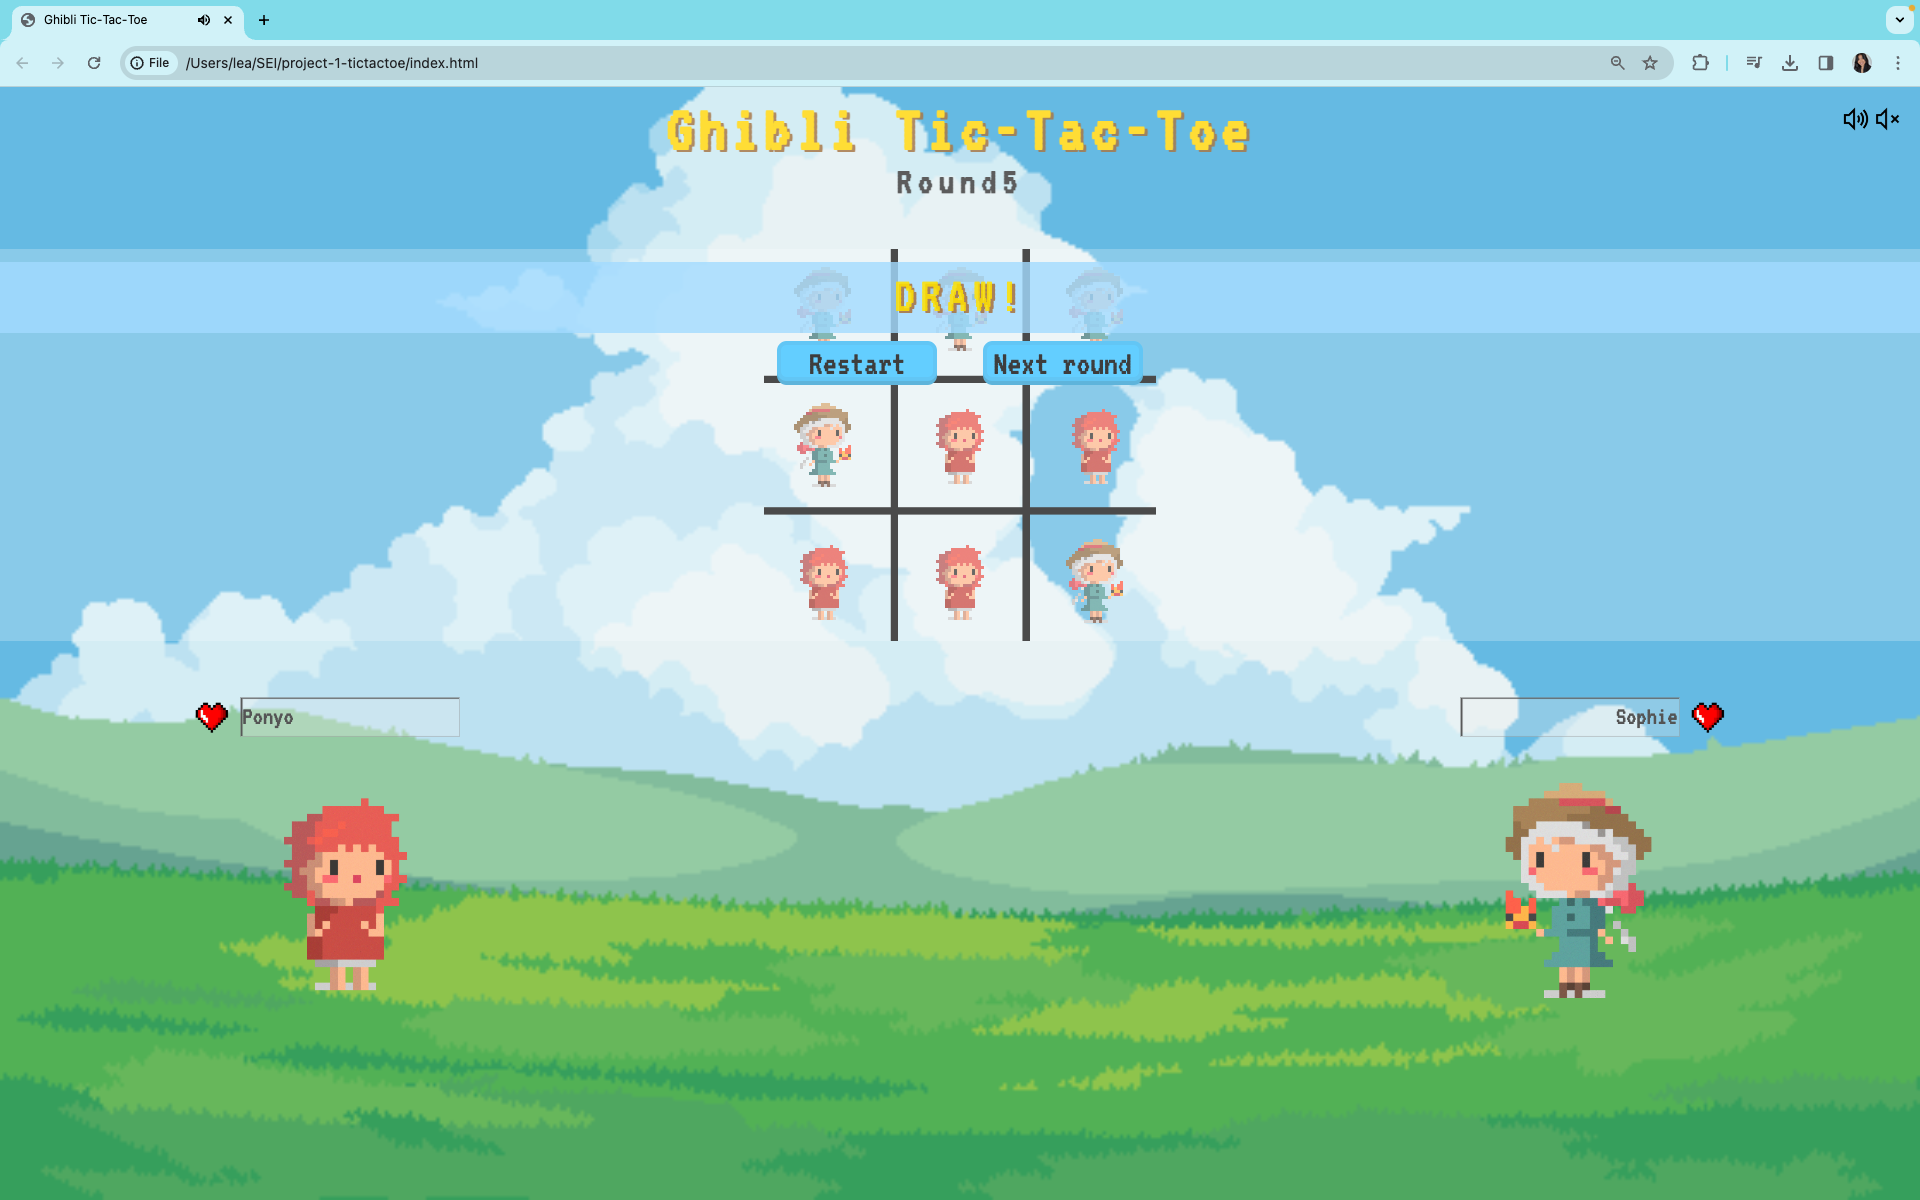 Ghibli Tic-Tac-Toe
File /Users/lea/SEI/project-1-tictactoe/index.html
Ghibli Tic-Tac-Toe
Round5
DRAW!
Restart Next round
Ponyo Sophie